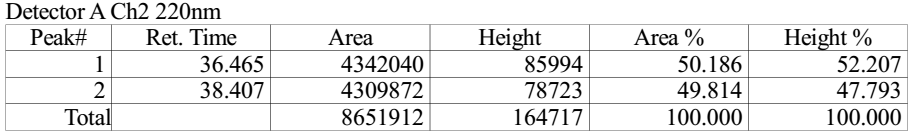 Detector A Ch2 220nm
Peak# Ret. Time Area Height Area % Height %
1 36.465 4342040 85994 50.186 52.207
2 38.407 4309872 78723 49.814 47.793
Total 8651912 164717 100.000 100.000